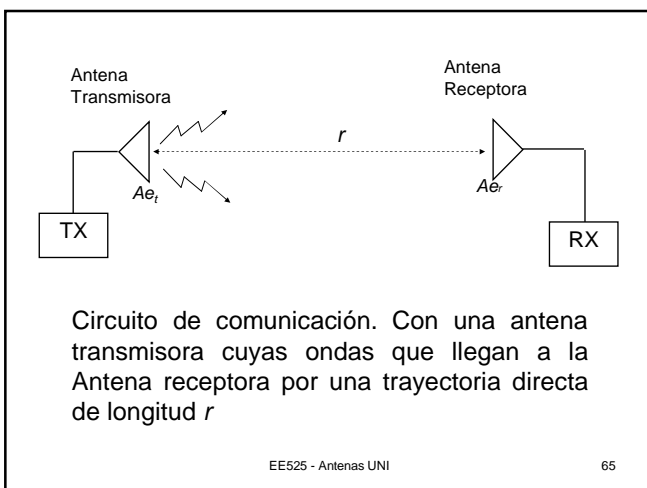 Antena
Transmisora
Antena
Receptora
r
Ae_t
Ae_r
TX
RX
Circuito de comunicación. Con una antena
transmisora cuyas ondas que llegan a la
Antena receptora por una trayectoria directa
de longitud r
EE525 - Antenas UNI
65